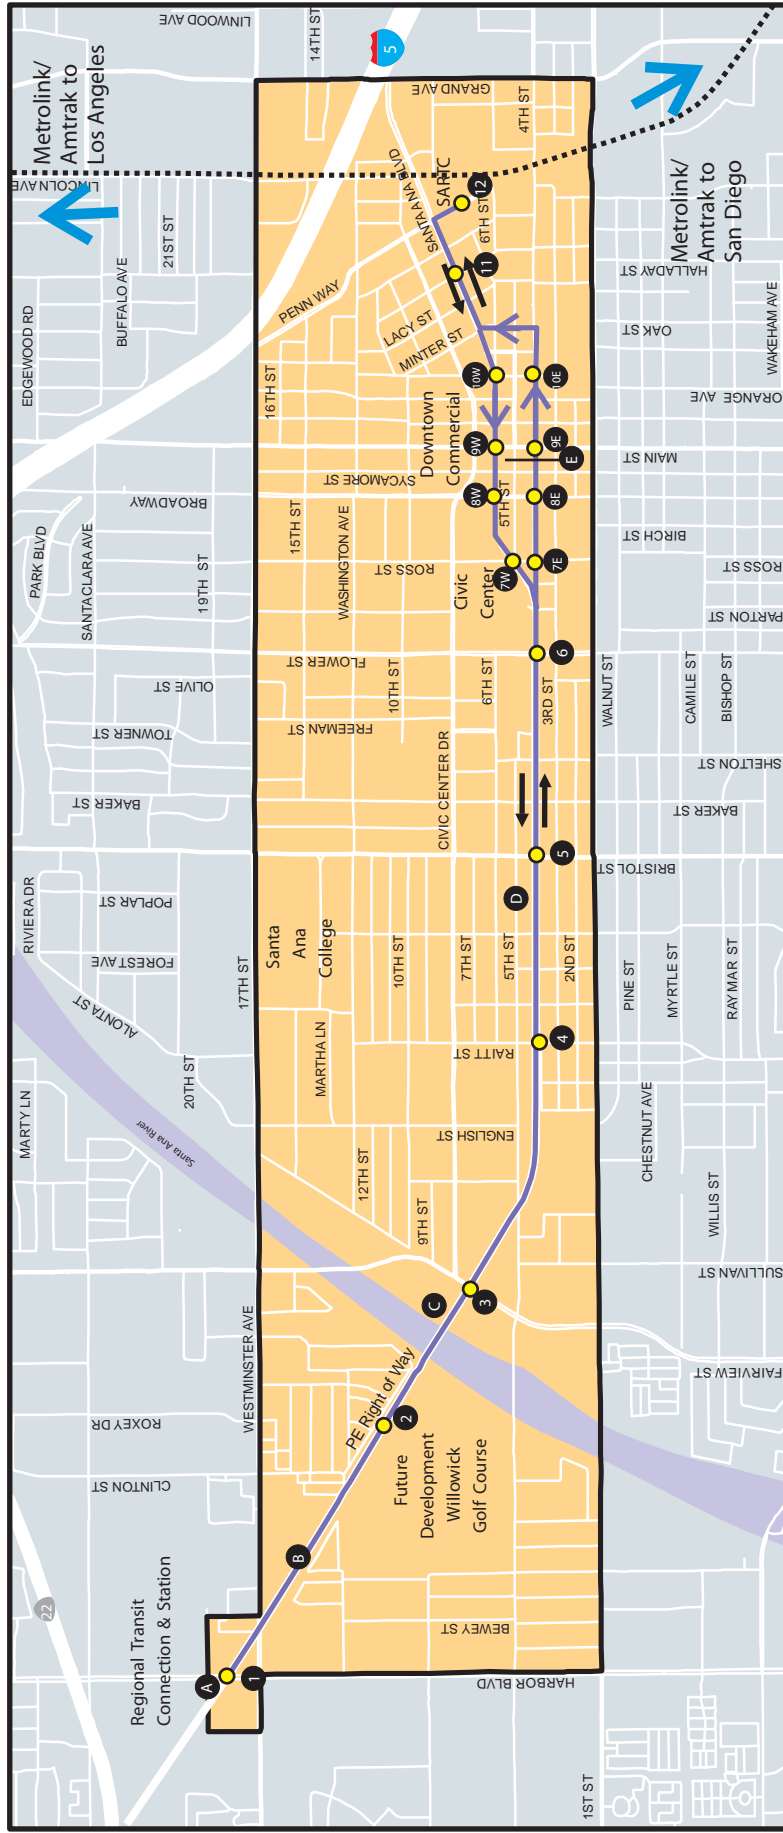 LINWOOD AVE
14TH ST
5
GRAND AVE
4TH ST
Metrolink/
Amtrak to
Los Angeles
LINCOLN AVE
21ST ST
BUFFALO AVE
EDGEWOOD RD
SANTA ANA BLVD
SARTC
12
6TH ST
11
Metrolink/
Amtrak to
San Diego
HALLADAY ST
OAK ST
WAKEHAM AVE
ORANGE AVE
PENN WAY
LACY ST
MINTER ST
16TH ST
10W
10E
Downtown
Commercial
9W
9E
E
MAIN ST
SYCAMORE ST
BROADWAY
8W
8E
5TH ST
BIRCH ST
PARK BLVD
SANTA CLARA AVE
19TH ST
15TH ST
WASHINGTON AVE
ROSS ST
Civic
Center
7W
7E
ROSS ST
PARTON ST
FLOWER ST
6
OLIVE ST
10TH ST
6TH ST
3RD ST
WALNUT ST
CAMILE ST
BISHOP ST
TOWNER ST
FREEMAN ST
SHELTON ST
BAKER ST
CIVIC CENTER DR
BAKER ST
5
BRISTOL ST
D
RIVIERA DR
POPLAR ST
FOREST AVE
ALONTA ST
17TH ST
Santa
Ana
College
10TH ST
7TH ST
5TH ST
2ND ST
PINE ST
MYRTLE ST
RAYMAR ST
20TH ST
MARTHA LN
RAITT ST
4
MARTY LN
Santa Ana River
ENGLISH ST
CHESTNUT AVE
12TH ST
9TH ST
WILLIS ST
SULLIVAN ST
C
3
WESTMINSTER AVE
FAIRVIEW ST
PE Right of Way
2
ROXEY DR
CLINTON ST
Future
Development
Willowick
Golf Course
B
22
Regional Transit
Connection & Station
BEWEY ST
A
1
HARBOR BLVD
1ST ST